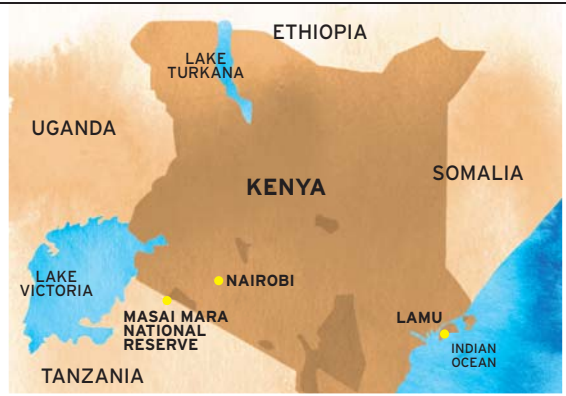 ETHIOPIA
LAKE
TURKANA
UGANDA
KENYA
SOMALIA
LAKE
VICTORIA
NAIROBI
MASAI MARA
NATIONAL
RESERVE
LAMU
INDIAN
OCEAN
TANZANIA